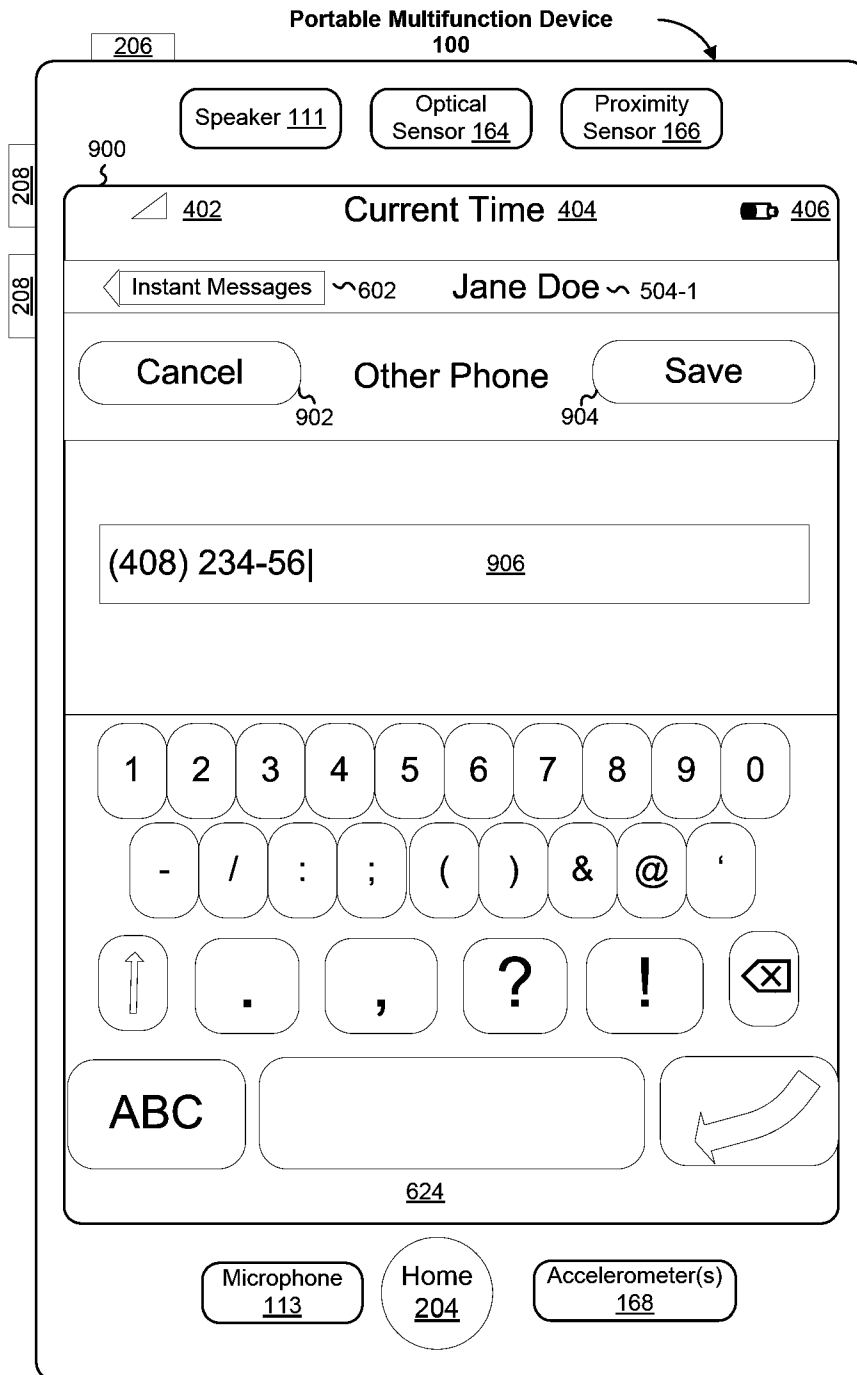 Portable Multifunction Device
100
206
Speaker 111
Optical
Sensor 164
Proximity
Sensor 166
900
208
208
402
Current Time 404
406
Instant Messages
602
Jane Doe
504-1
Cancel
Other Phone
Save
902
904
(408) 234-56|
906
1 2 3 4 5 6 7 8 9 0
- / : ; ( ) & @ ‘
. , ? !
ABC
624
Microphone
113
Home
204
Accelerometer(s)
168